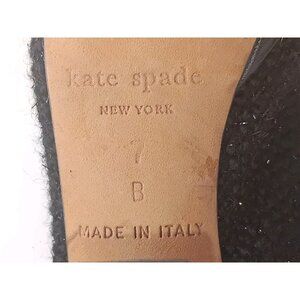 kate spade
NEW YORK
7
B
MADE IN ITALY